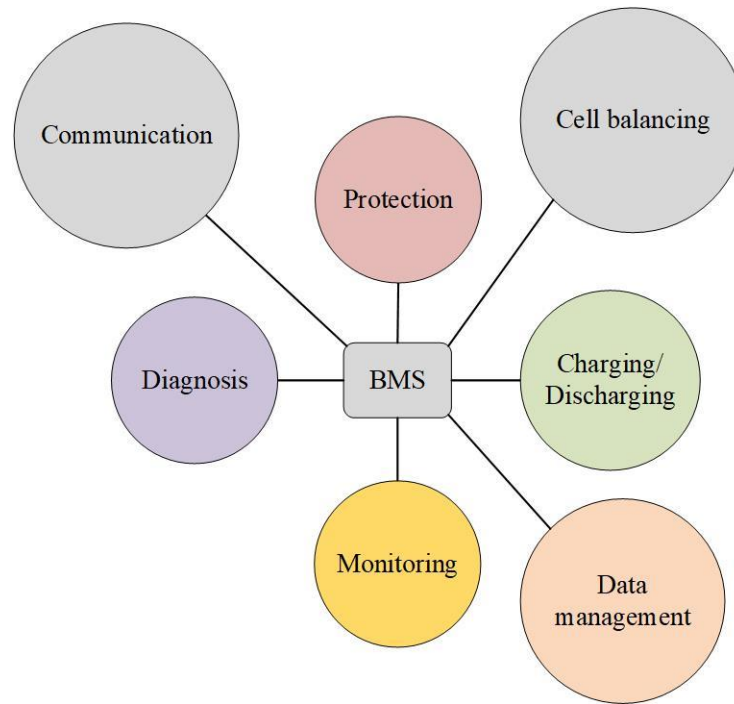 Communication
Cell balancing
Protection
Diagnosis
BMS
Charging/
Discharging
Monitoring
Data
management